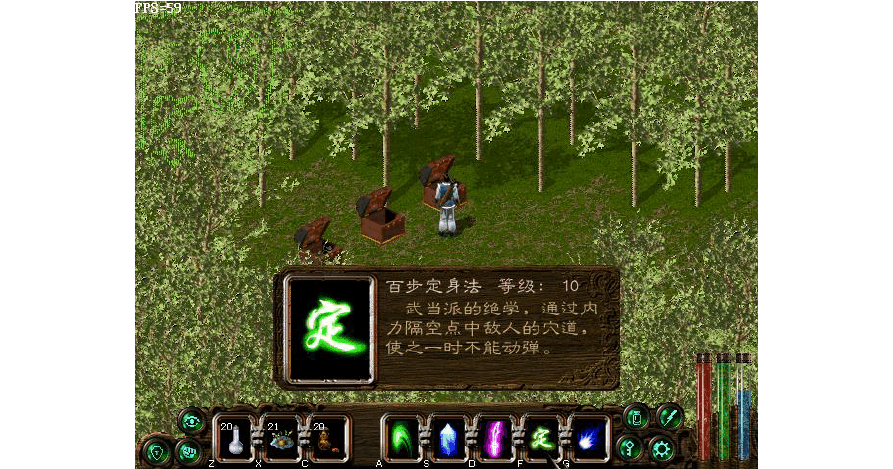 FPS=59
百步定身法 等级： 10
定
武当派的绝学，通过内
力隔空点中敌人的穴道，
使之一时不能动弹。
20 21 20
定
Z X C A S D F G